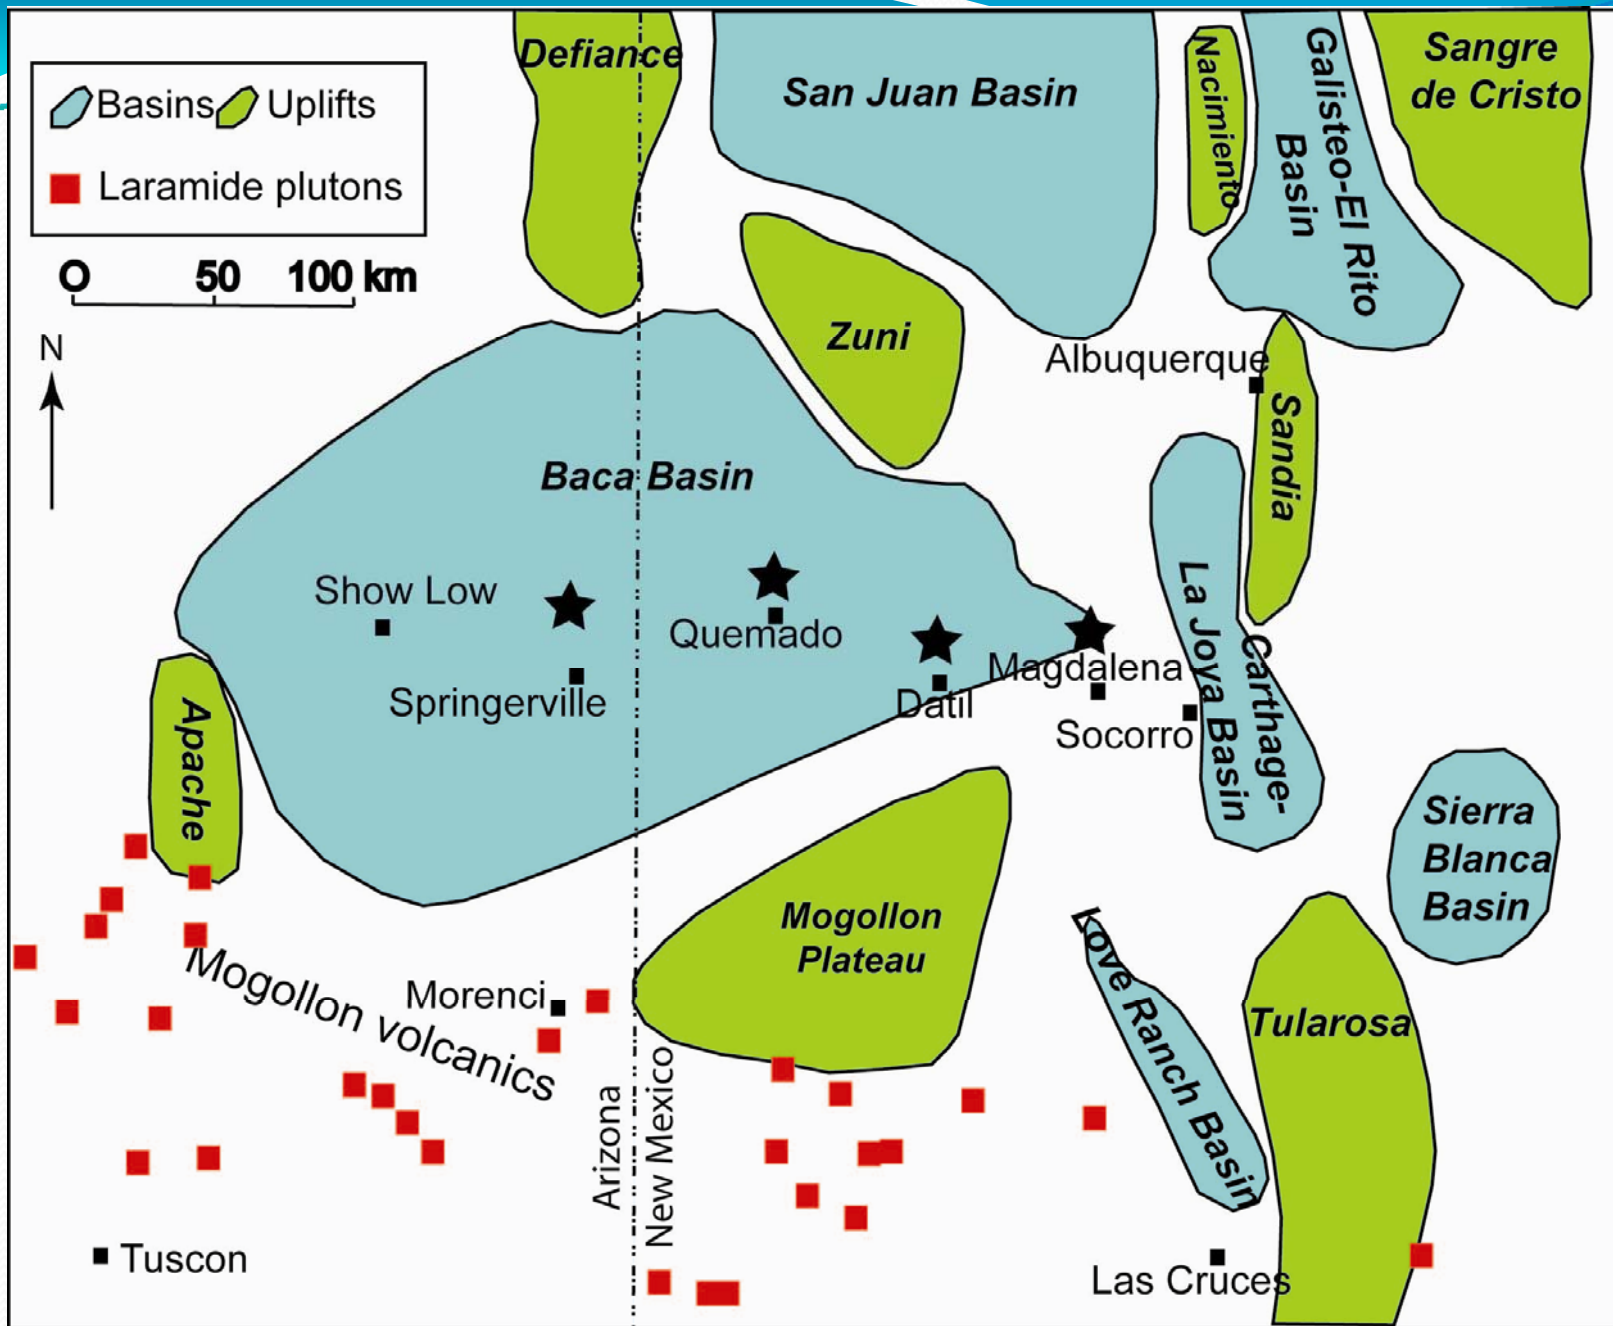 Defiance
San Juan Basin
Nacimiento
Galisteo-El Rito
Basin
Sangre
de Cristo
Basins
Uplifts
Laramide plutons
O 50 100 km
N
Zuni
Albuquerque
Sandia
Baca Basin
Show Low
Quemado
Springerville
Datil
Magdalena
Socorro
Carthage-
La Joya Basin
Apache
Sierra
Blanca
Basin
Mogollon
Plateau
Love Ranch Basin
Tularosa
Mogollon volcanics
Morenci
Arizona
New Mexico
Tuscon
Las Cruces